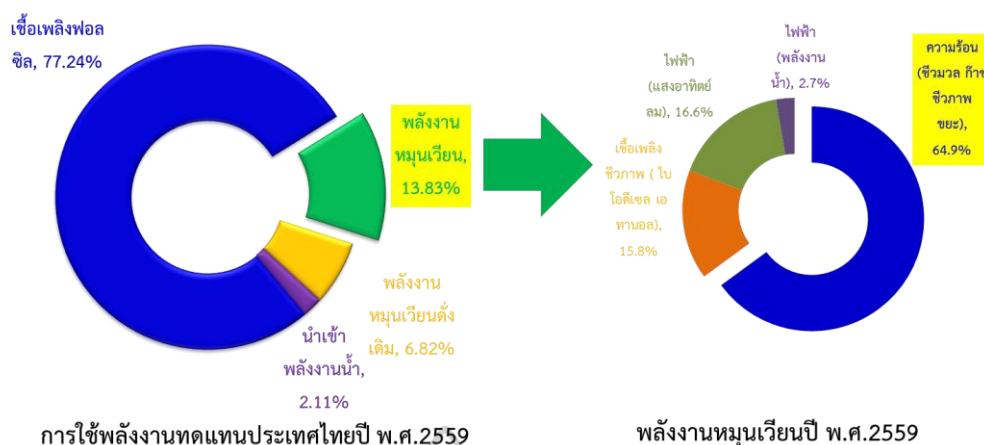 เชื้อเพลิงฟอส
ซิล, 77.24%
พลังงาน
หมุนเวียน,
13.83%
พลังงาน
หมุนเวียนดั่ง
เดิม, 6.82%
นำเข้า
พลังงานน้ำ,
2.11%
การใช้พลังงานทดแทนประเทศไทยปี พ.ศ.2559
ไฟฟ้า
(พลังงาน
น้ำ), 2.7%
ไฟฟ้า
(แสงอาทิตย์
ลม), 16.6%
เชื้อเพลิง
ชีวภาพ ( ไบ
โอดีเซล เอ
ทานอล),
15.8%
ความร้อน
(ชีวมวล ก๊าซ
ชีวภาพ
ขยะ),
64.9%
พลังงานหมุนเวียนปี พ.ศ.2559